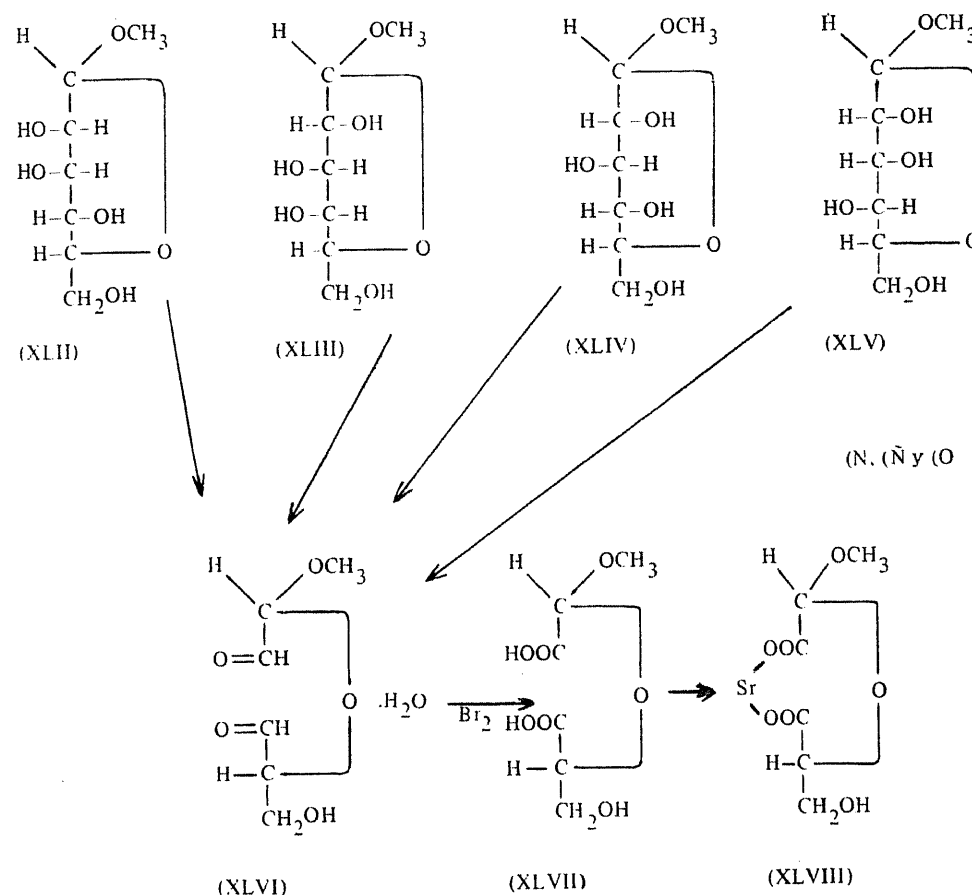 H OCH3 H OCH3 H OCH3 H OCH3
C C C C
HO-C-H H-C-OH H-C-OH H-C-OH
HO-C-H HO-C-H HO-C-H H-C-OH
H-C-OH HO-C-H H-C-OH HO-C-H
H-C O H-C O H-C O H-C
CH2OH CH2OH CH2OH CH2OH
(XLII) (XLIII) (XLIV) (XLV)
(N. (Ñ y (O
H OCH3 H OCH3 H OCH3
C C C
O=CH HOOC OOC
O .H2O Br2 O Sr O
O=CH HOOC OOC
H-C H-C H-C
CH2OH CH2OH CH2OH
(XLVI) (XLVII) (XLVIII)